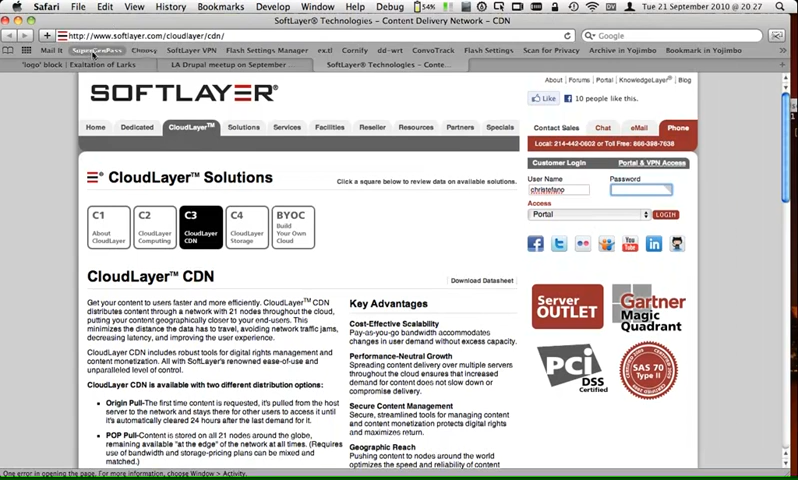 Safari File Edit View History Bookmarks Develop Window Help Debug 54% Tue 21 September 2010 20:27
SoftLayer® Technologies – Content Delivery Network – CDN
http://www.softlayer.com/cloudlayer/cdn/ Google
Mail It SuperGenPass Choosy SoftLayer VPN Flash Settings Manager ex.tl Cornify dd-wrt ConvoTrack Flash Settings Scan for Privacy Archive in Yojimbo Bookmark in Yojimbo
'logo' block | Exaltation of Larks LA Drupal meetup on September ... SoftLayer® Technologies – Conte...
About Forums Portal KnowledgeLayer® Blog
SOFTLAYER®
Like 10 people like this.
Home Dedicated CloudLayer™ Solutions Services Facilities Reseller Resources Partners Specials
Contact Sales Chat eMail Phone
Local: 214-442-0602 or Toll Free: 866-398-7638
Customer Login Portal & VPN Access
CloudLayer™ Solutions
Click a square below to review data on available solutions.
User Name Password
christefano
Access
Portal LOGIN
C1 About CloudLayer
C2 CloudLayer Computing
C3 CloudLayer CDN
C4 CloudLayer Storage
BYOC Build Your Own Cloud
CloudLayer™ CDN
Download Datasheet
Get your content to users faster and more efficiently. CloudLayer™ CDN
distributes content through a network with 21 nodes throughout the cloud,
putting your content geographically closer to your end-users. This
minimizes the distance the data has to travel, avoiding network traffic jams,
decreasing latency, and improving the user experience.
CloudLayer CDN includes robust tools for digital rights management and
content monetization. All with SoftLayer's renowned ease-of-use and
unparalleled level of control.
CloudLayer CDN is available with two different distribution options:
• Origin Pull-The first time content is requested, it's pulled from the host
server to the network and stays there for other users to access it until
it's automatically cleared 24 hours after the last demand for it.
• POP Pull-Content is stored on all 21 nodes around the globe,
remaining available "at the edge" of the network at all times. (Requires
use of bandwidth and storage-pricing plans can be mixed and
matched.)
Key Advantages
Cost-Effective Scalability
Pay-as-you-go bandwidth accommodates
changes in user demand without excess capacity.
Performance-Neutral Growth
Spreading content delivery over multiple servers
throughout the cloud ensures that increased
demand for content does not slow down or
compromise delivery.
Secure Content Management
Secure, streamlined tools for managing content
and content monetization protects digital rights
and maximizes return.
Geographic Reach
Pushing content to nodes around the world
optimizes the speed and reliability of content
Server OUTLET
Gartner Magic Quadrant
PCI DSS Certified
SAS 70 Type II
One error in opening the page. For more information, choose Window > Activity.